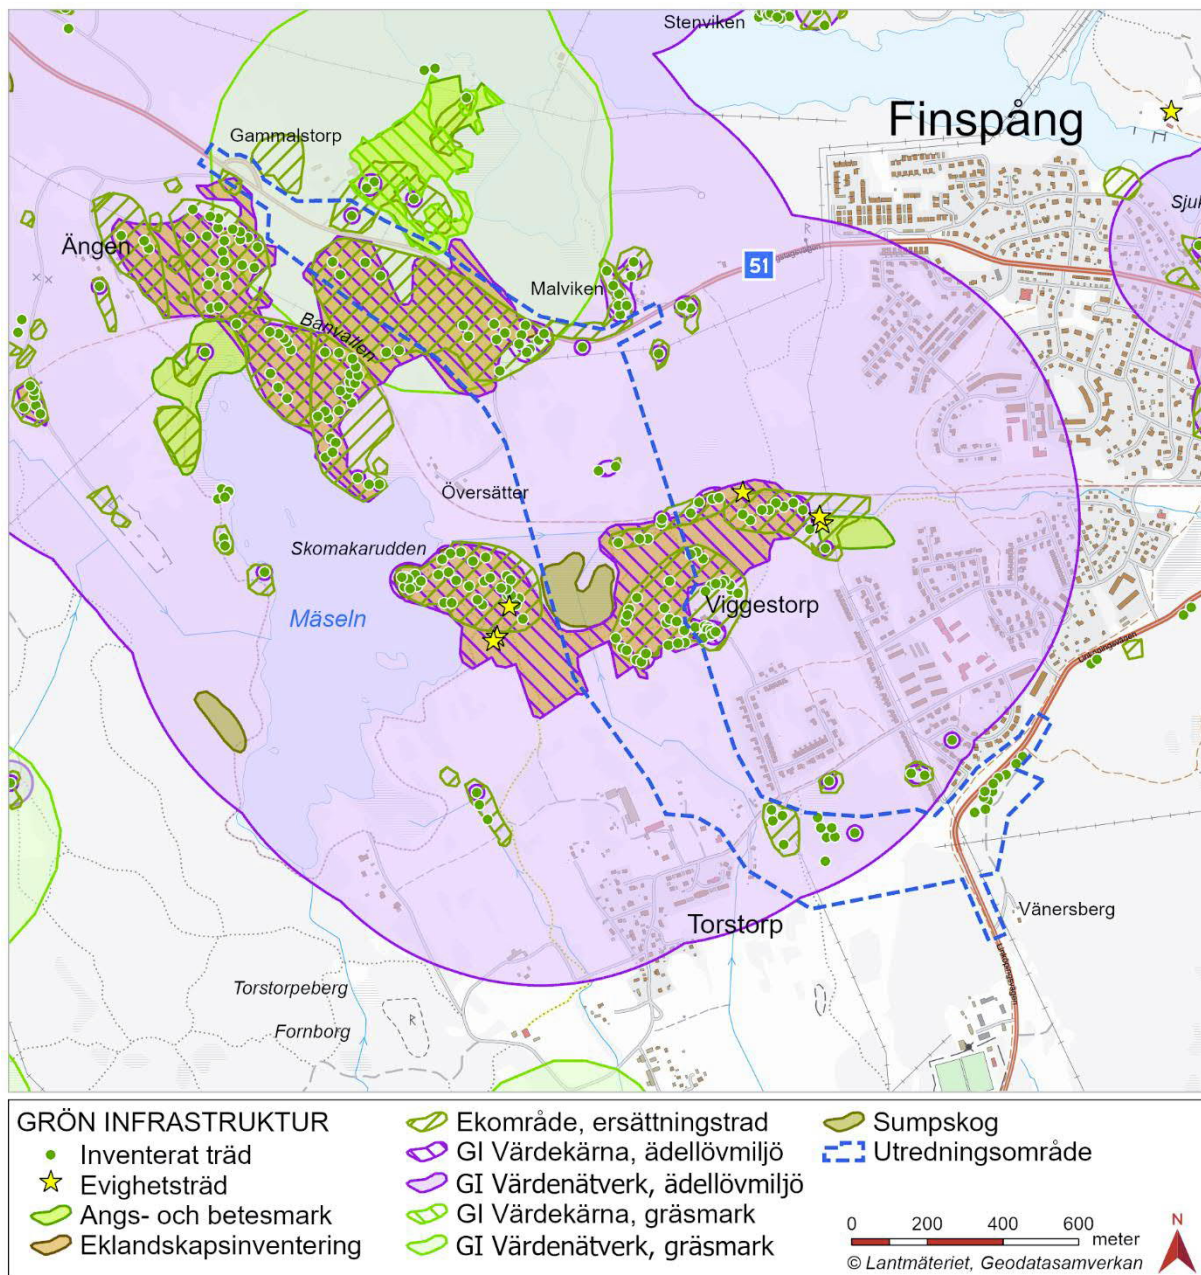 Stenviken
Finspång
Gammalstorp
Sjuk
Ängen
51
Malviken
Banvallen
Översätter
Skomakarudden
Viggestorp
Mäseln
Torstorp
Vänersberg
Torstorpeberg
Fornborg
GRÖN INFRASTRUKTUR
Inventerat träd
Evighetsträd
Angs- och betesmark
Eklandskapsinventering
Ekområde, ersättningstrad
GI Värdekärna, ädellövmiljö
GI Värdenätverk, ädellövmiljö
GI Värdekärna, gräsmark
GI Värdenätverk, gräsmark
Sumpskog
Utredningsområde
0 200 400 600
meter
N
© Lantmäteriet, Geodatasamverkan